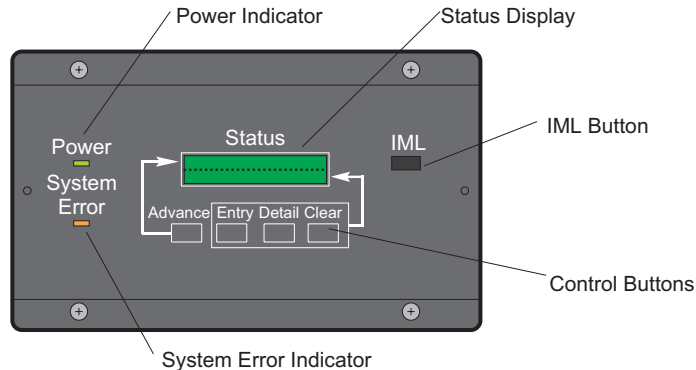 Power Indicator
Status Display
Power
Status
IML
IML Button
System
Error
Advance Entry Detail Clear
Control Buttons
System Error Indicator